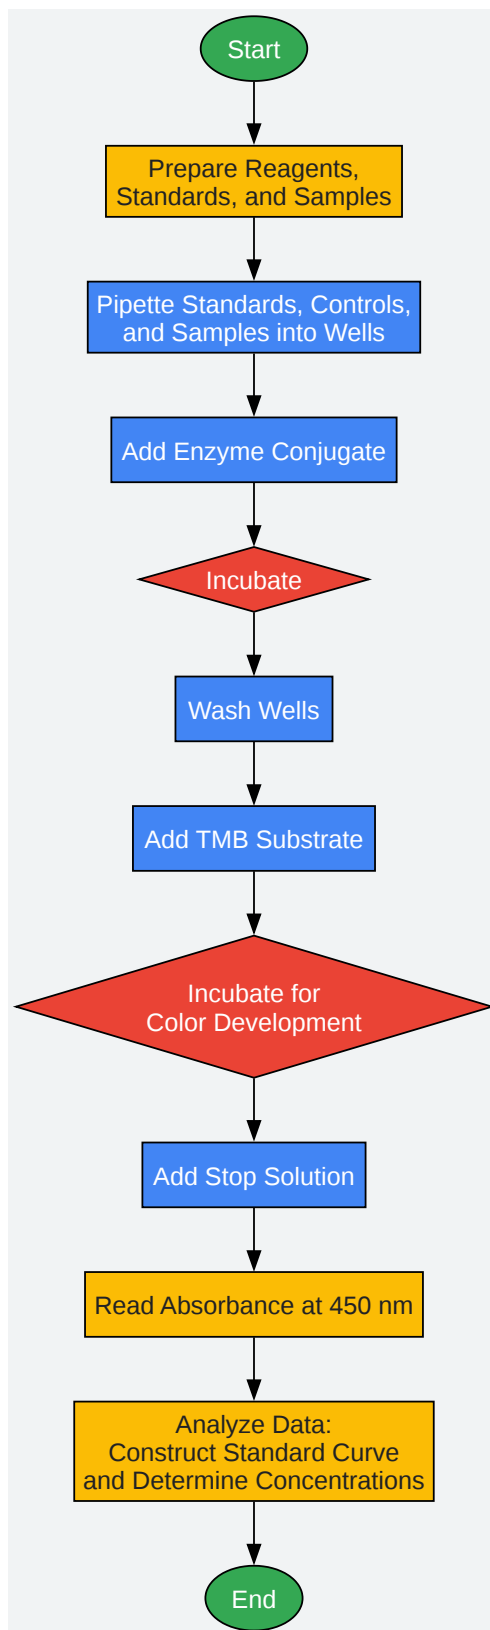 Start
Prepare Reagents,
Standards, and Samples
Pipette Standards, Controls,
and Samples into Wells
Add Enzyme Conjugate
Incubate
Wash Wells
Add TMB Substrate
Incubate for
Color Development
Add Stop Solution
Read Absorbance at 450 nm
Analyze Data:
Construct Standard Curve
and Determine Concentrations
End